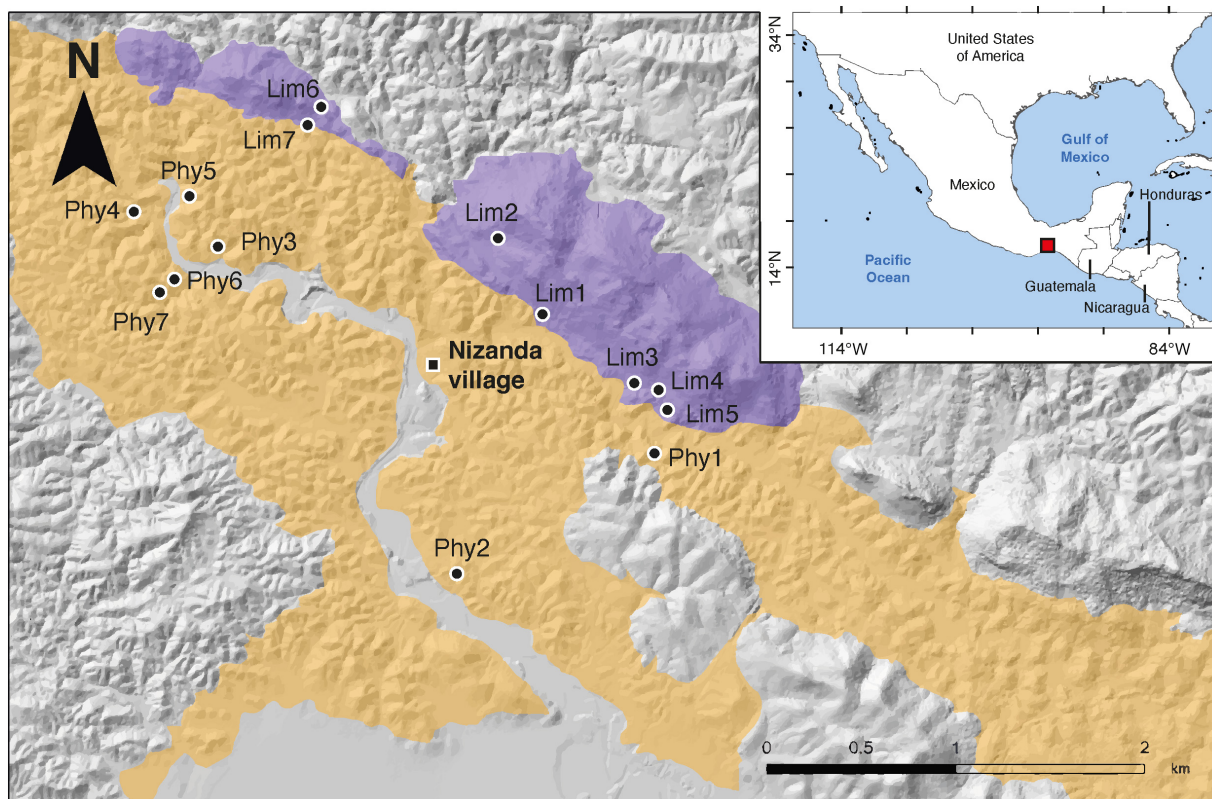 N
Lim6
Lim7
Phy5
Phy4
Phy3
Phy6
Phy7
Lim2
Lim1
Nizanda
village
Lim3
Lim4
Lim5
Phy1
Phy2
0
0.5
1
2
km
34°N
14°N
114°W
84°W
United States
of America
Gulf of
Mexico
Mexico
Honduras
Pacific
Ocean
Guatemala
Nicaragua